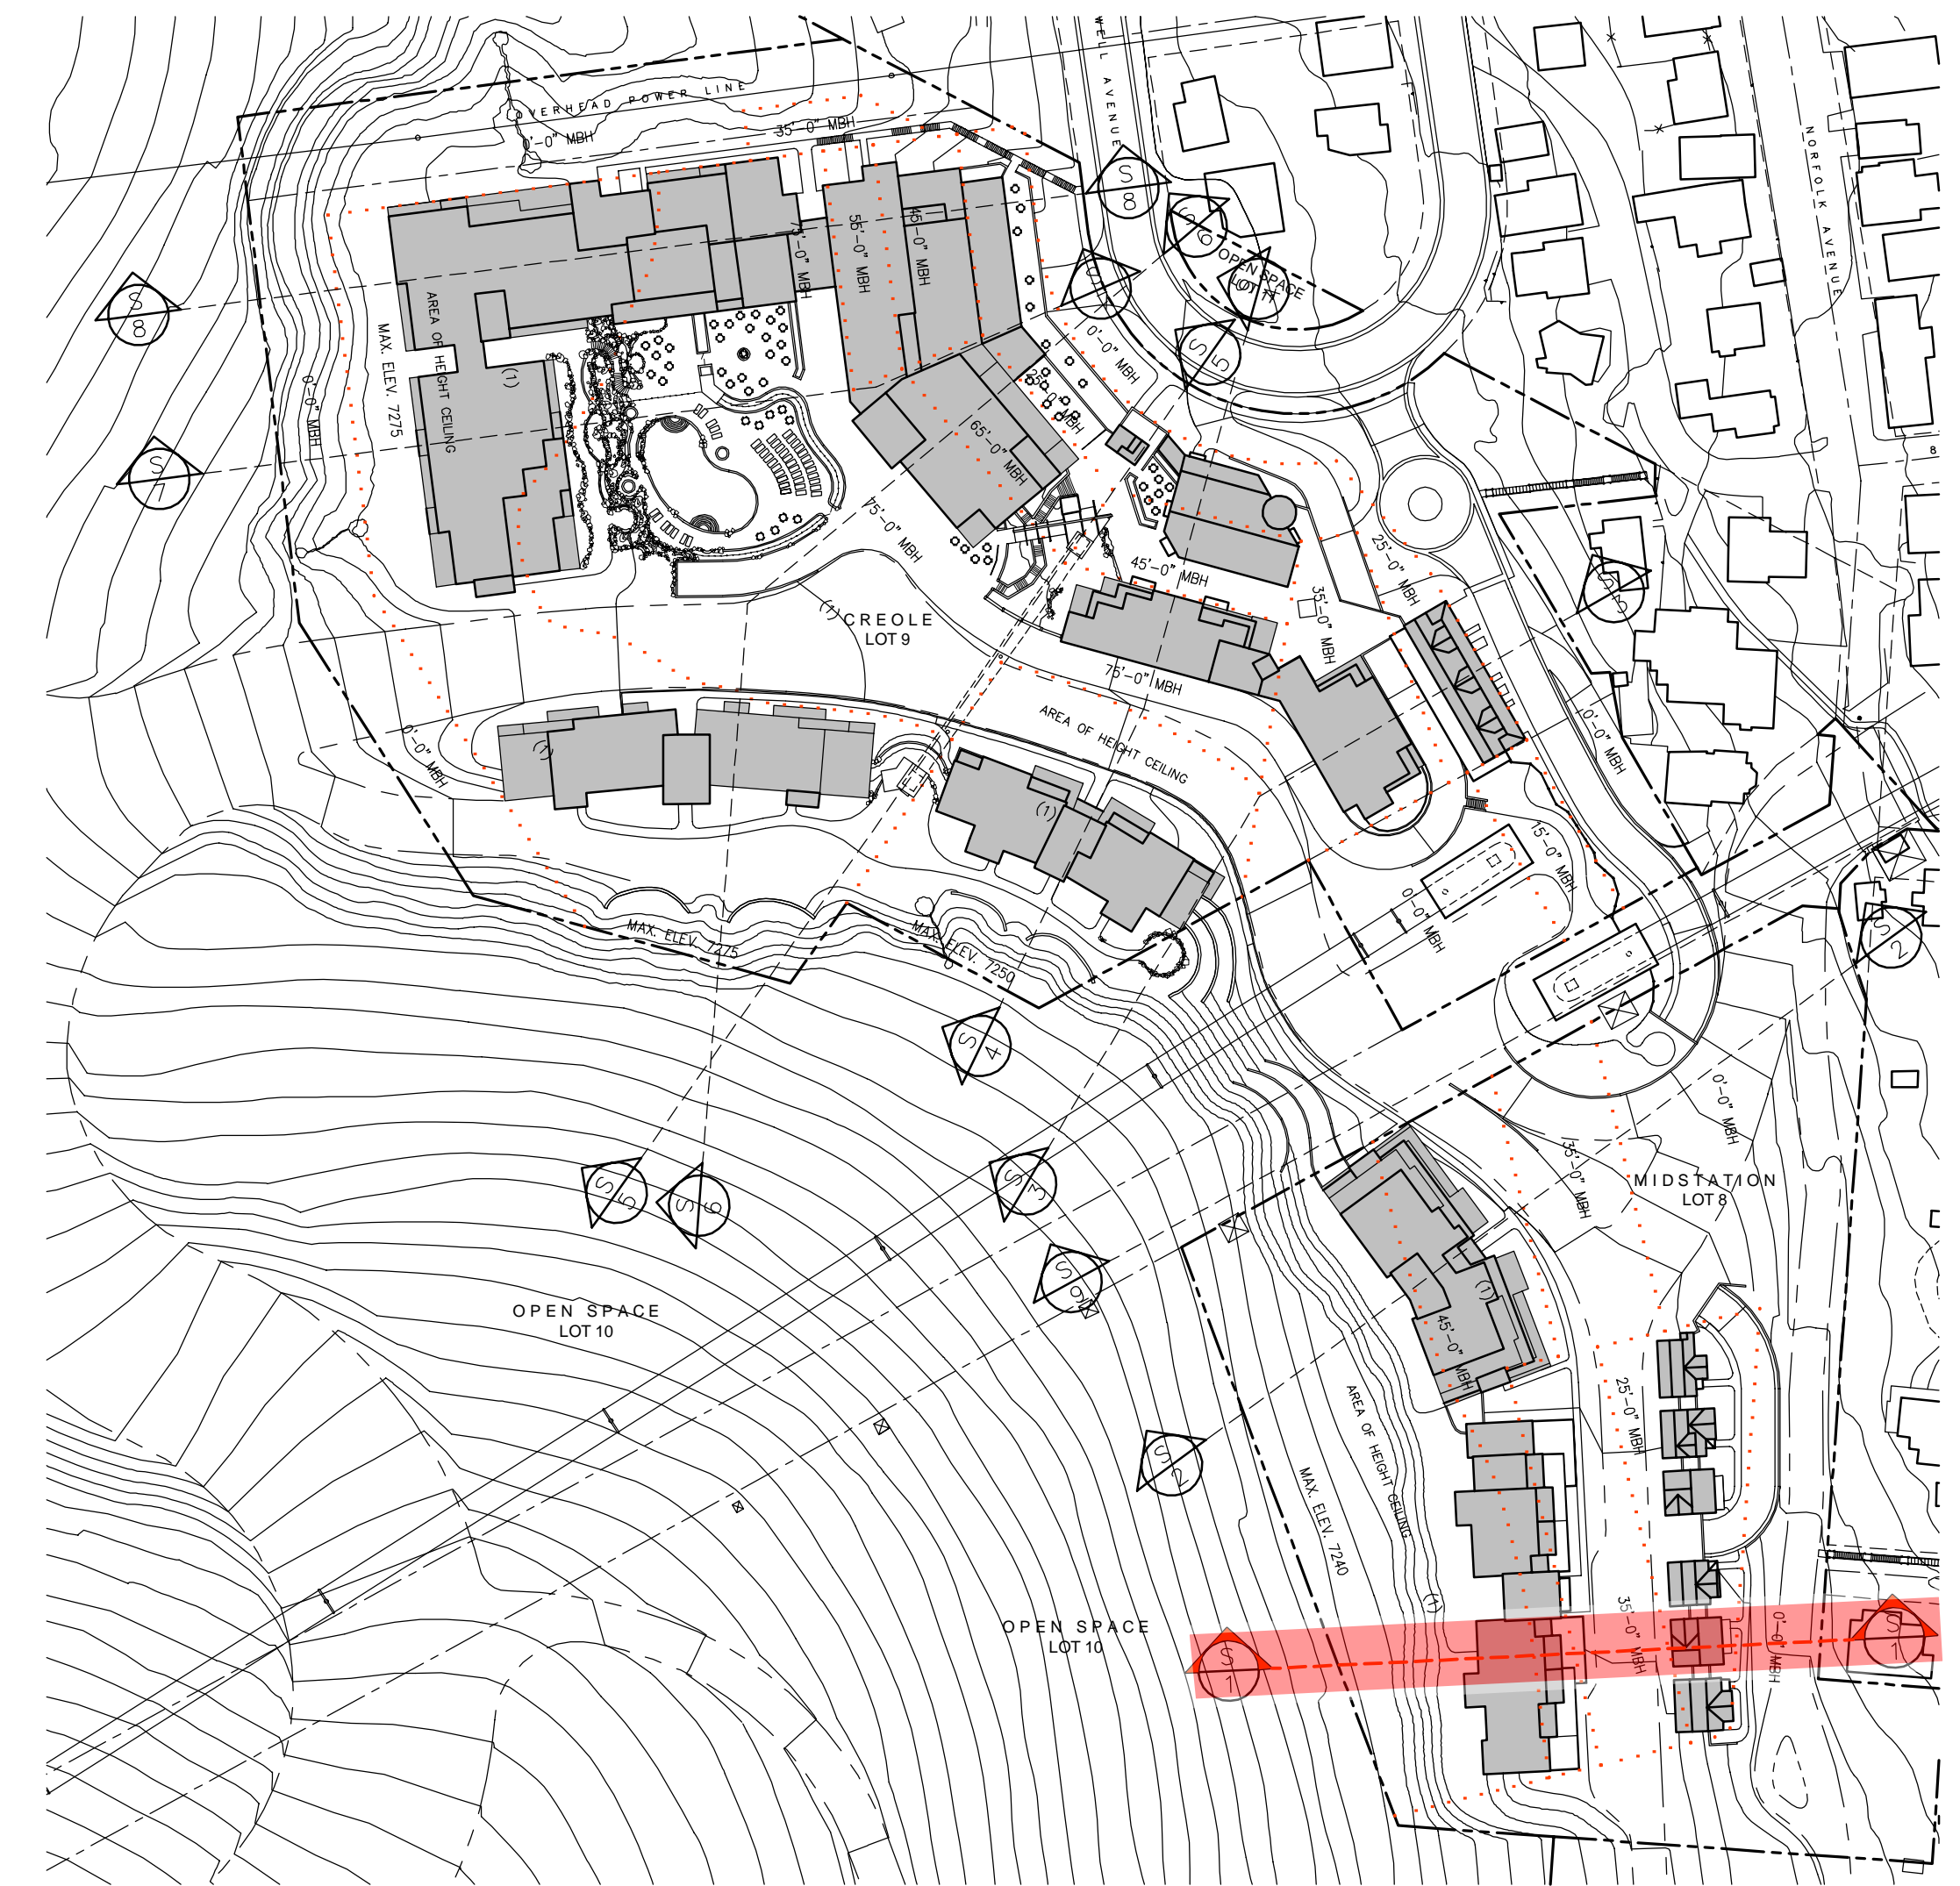 WELL AVENUE
NORFOLK AVENUE
OVERHEAD POWER LINE
0'-0" MBH
35'-0" MBH
S
8
S
9
OPEN SPACE
S
5
S
8
75'-0" MBH
55'-0" MBH
45'-0" MBH
AREA OF HEIGHT CEILING
MAX. ELEV. 7275
(1)
0'-0" MBH
0'-0" MBH
25'-0" MBH
65'-0" MBH
S
7
75'-0" MBH
8
25'-0" MBH
45'-0" MBH
35'-0" MBH
S
3
(1)
CREOLE
LOT 9
75'-0" MBH
AREA OF HEIGHT CEILING
0'-0" MBH
0'-0" MBH
(1)
(1)
15'-0" MBH
0'-0" MBH
MAX. ELEV. 7275
MAX. ELEV. 7250
S
2
S
4
0'-0" MBH
35'-0" MBH
MIDSTATION
LOT 8
S
5
S
6
S
3
S
9
(1)
OPEN SPACE
LOT 10
45'-0" MBH
25'-0" MBH
AREA OF HEIGHT CEILING
S
2
MAX. ELEV. 7240
(1)
35'-0" MBH
0'-0" MBH
OPEN SPACE
LOT 10
S
1
S
1